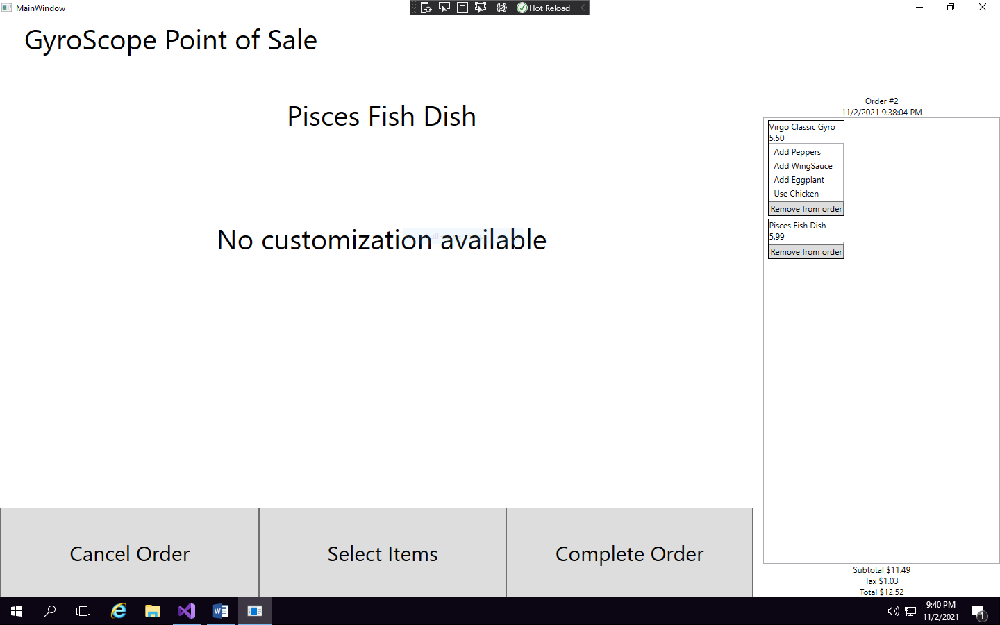 MainWindow
Hot Reload
GyroScope Point of Sale
Pisces Fish Dish
No customization available
Order #2
11/2/2021 9:38:04 PM
Virgo Classic Gyro
5.50
Add Peppers
Add WingSauce
Add Eggplant
Use Chicken
Remove from order
Pisces Fish Dish
5.99
Remove from order
Cancel Order
Select Items
Complete Order
Subtotal $11.49
Tax $1.03
Total $12.52
9:40 PM
11/2/2021
1